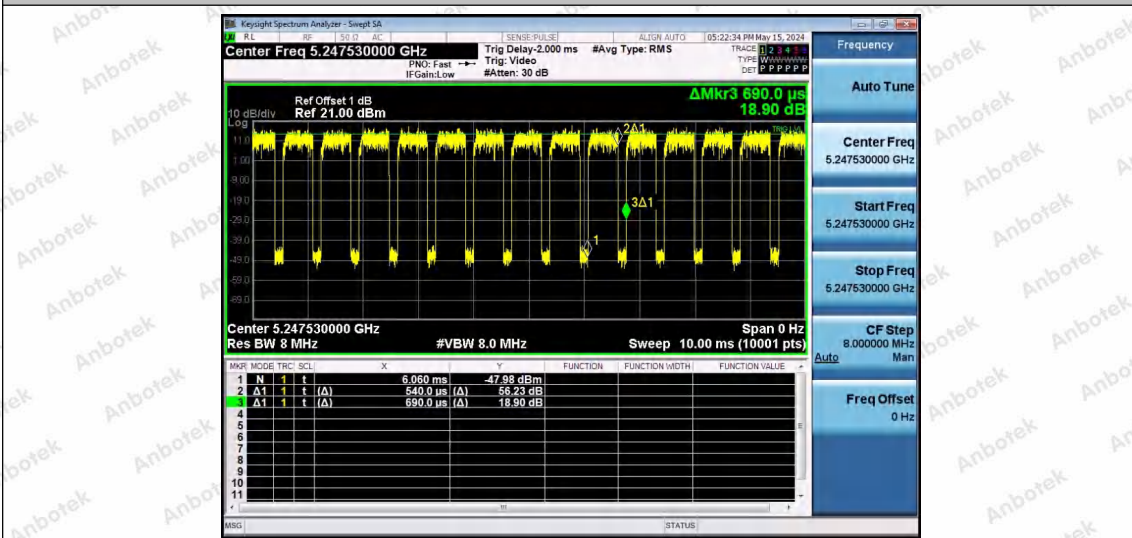 Keysight Spectrum Analyzer - Swept SA
RL RF 50 Ω AC SENSE:PULSE ALIGN AUTO 05:22:34 PM May 15, 2024
Center Freq 5.247530000 GHz
PNO: Fast
IFGain:Low
Trig Delay-2.000 ms
Trig: Video
#Atten: 30 dB
#Avg Type: RMS
TRACE 1 2 3 4 5 6
TYPE WWWWWW
DET P P P P P P
Frequency
Auto Tune
Center Freq
5.247530000 GHz
Start Freq
5.247530000 GHz
Stop Freq
5.247530000 GHz
CF Step
8.000000 MHz
Auto Man
Freq Offset
0 Hz
ΔMkr3 690.0 µs
18.90 dB
Ref Offset 1 dB
10 dB/div Ref 21.00 dBm
Log
11.0
1.00
-9.00
-19.0
-29.0
-39.0
-49.0
-59.0
-69.0
2Δ1
3Δ1
1
Center 5.247530000 GHz Span 0 Hz
Res BW 8 MHz #VBW 8.0 MHz Sweep 10.00 ms (10001 pts)
MKR MODE TRC SCL X Y FUNCTION FUNCTION WIDTH FUNCTION VALUE
1 N 1 t 6.060 ms -47.98 dBm
2 Δ1 1 t (Δ) 540.0 µs (Δ) 56.23 dB
3 Δ1 1 t (Δ) 690.0 µs (Δ) 18.90 dB
4
5
6
7
8
9
10
11
MSG STATUS
Anbotek